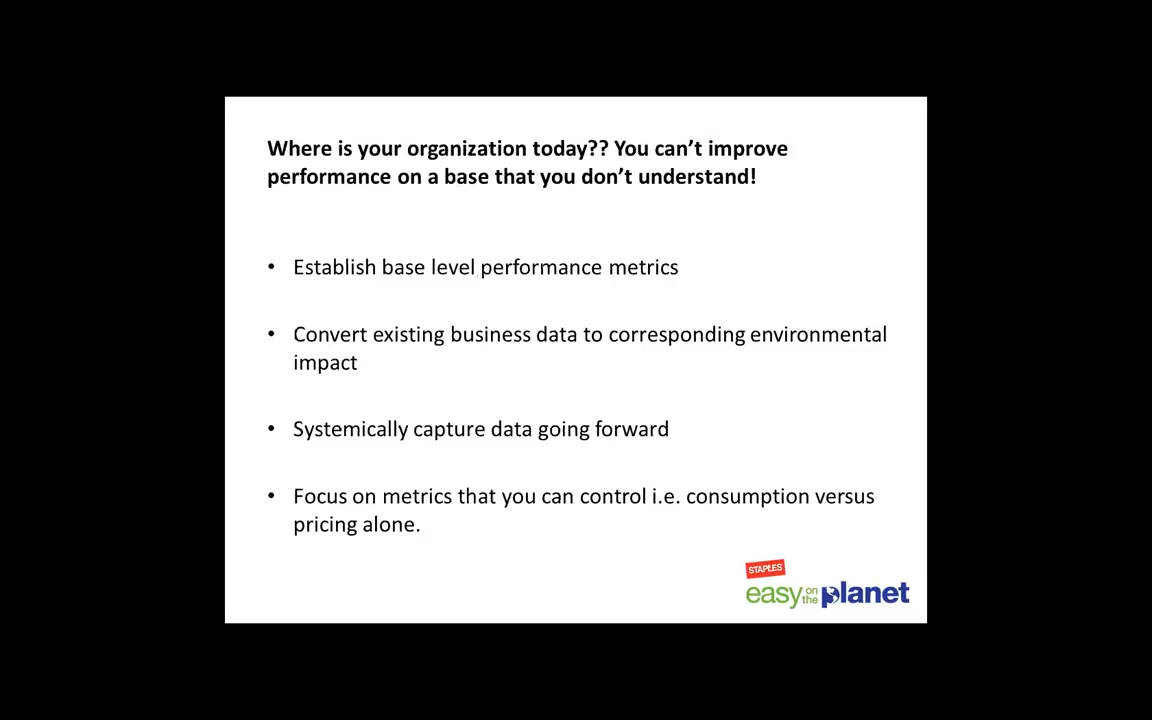 Where is your organization today?? You can’t improve
performance on a base that you don’t understand!
• Establish base level performance metrics
• Convert existing business data to corresponding environmental
impact
• Systemically capture data going forward
• Focus on metrics that you can control i.e. consumption versus
pricing alone.
STAPLES
easy on the planet